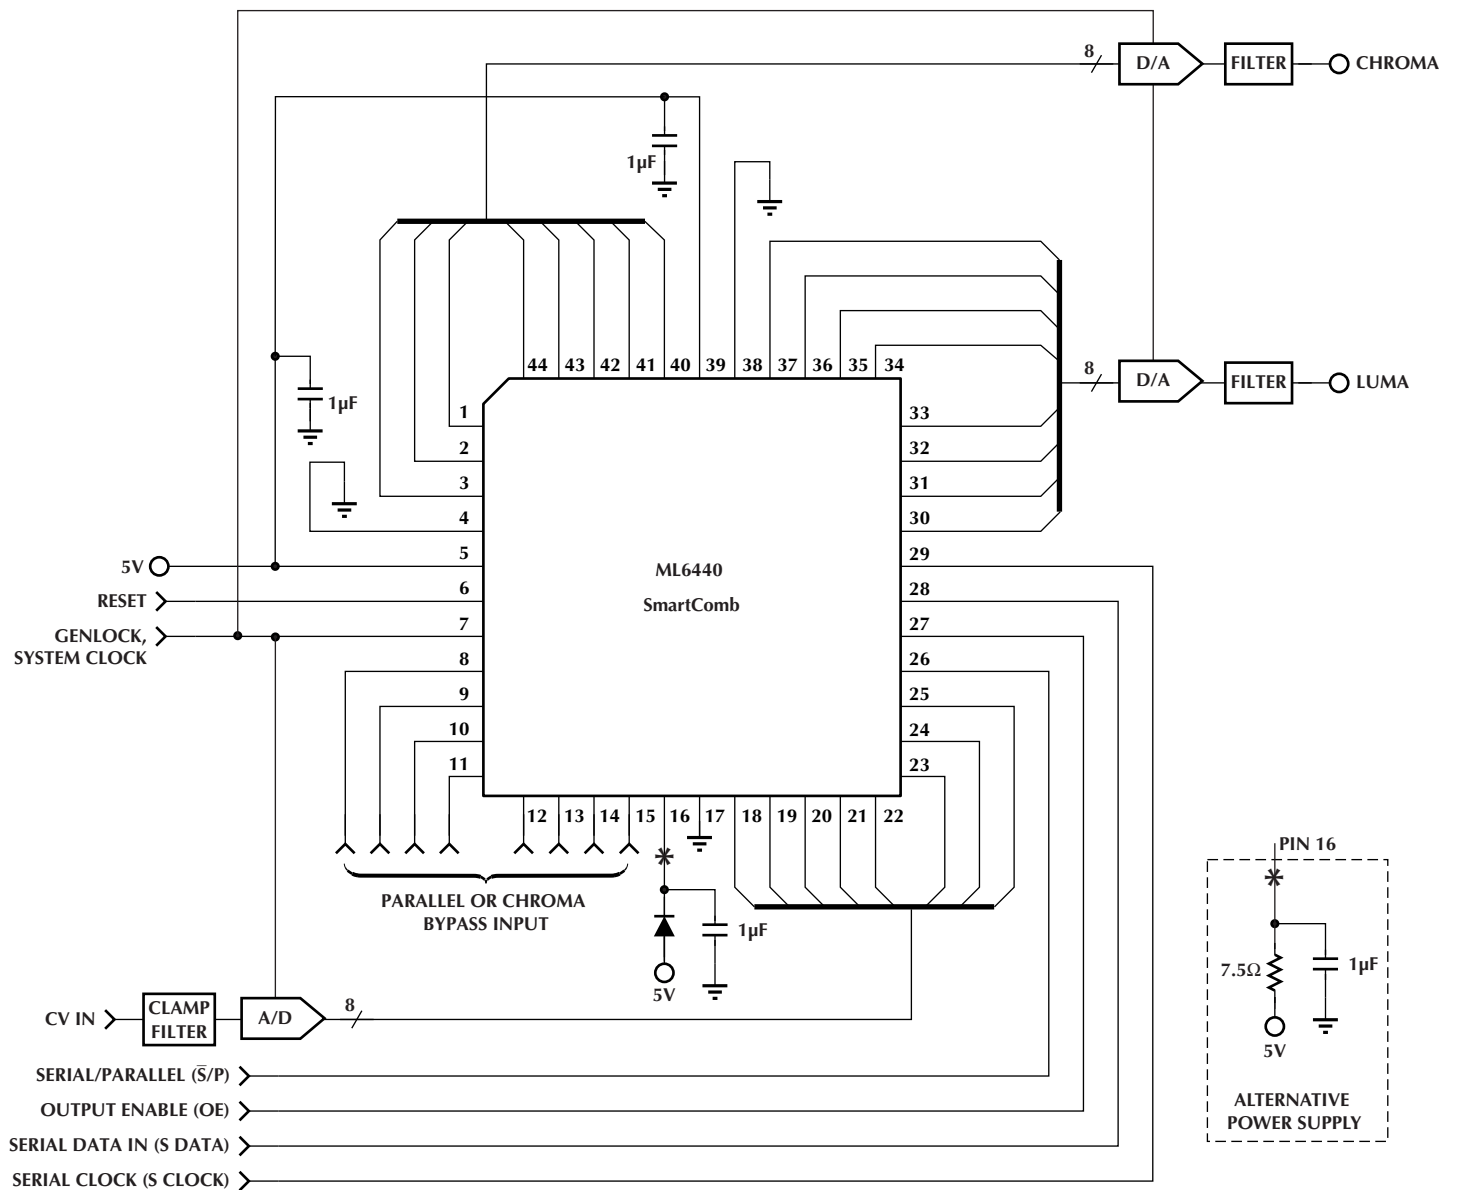 8
D/A
FILTER
CHROMA
1µF
44 43 42 41 40 39 38 37 36 35 34
8
D/A
FILTER
LUMA
1µF
1
2
3
4
5
6
7
8
9
10
11
33
32
31
30
29
28
27
26
25
24
23
5V
RESET
GENLOCK,
SYSTEM CLOCK
ML6440
SmartComb
12 13 14 15 16 17 18 19 20 21 22
PARALLEL OR CHROMA
BYPASS INPUT
*
1µF
5V
CV IN
CLAMP
FILTER
A/D
8
SERIAL/PARALLEL (S̅/P)
OUTPUT ENABLE (OE)
SERIAL DATA IN (S DATA)
SERIAL CLOCK (S CLOCK)
PIN 16
*
7.5Ω
1µF
5V
ALTERNATIVE
POWER SUPPLY